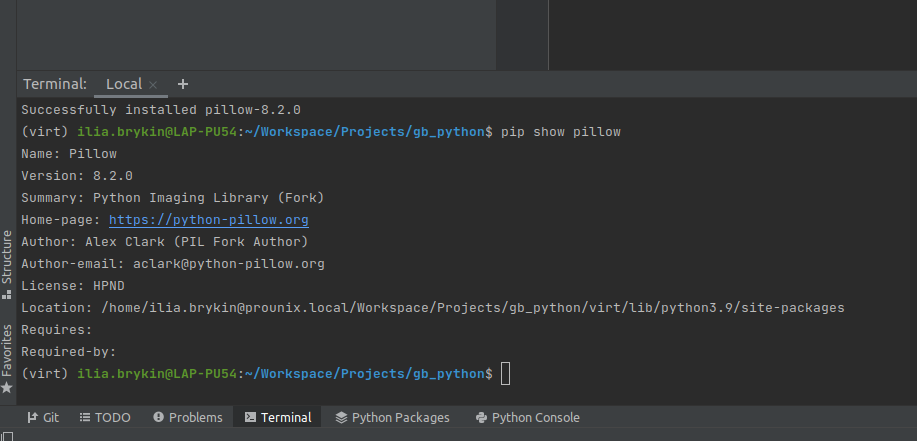 Terminal: Local × +
Successfully installed pillow-8.2.0
(virt) ilia.brykin@LAP-PU54:~/Workspace/Projects/gb_python$ pip show pillow
Name: Pillow
Version: 8.2.0
Summary: Python Imaging Library (Fork)
Home-page: https://python-pillow.org
Author: Alex Clark (PIL Fork Author)
Author-email: aclark@python-pillow.org
License: HPND
Location: /home/ilia.brykin@prounix.local/Workspace/Projects/gb_python/virt/lib/python3.9/site-packages
Requires:
Required-by:
(virt) ilia.brykin@LAP-PU54:~/Workspace/Projects/gb_python$
Structure
Favorites
Git TODO Problems Terminal Python Packages Python Console